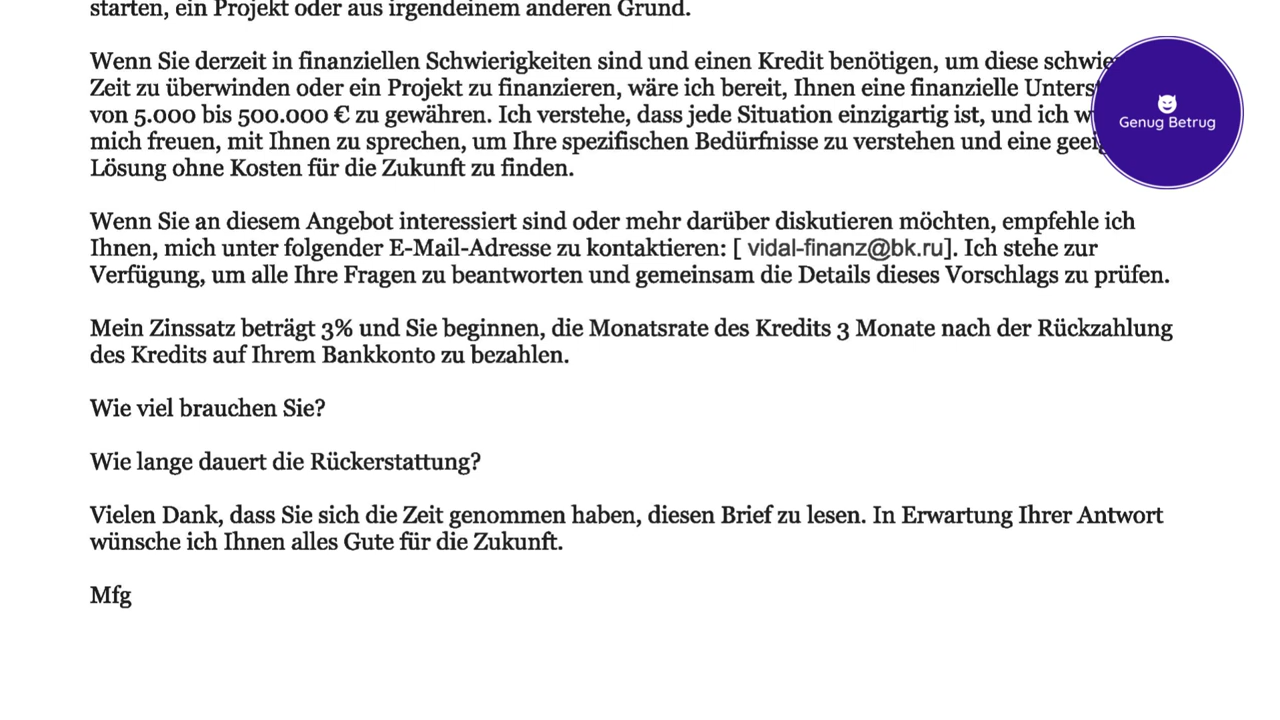 starten, ein Projekt oder aus irgendeinem anderen Grund.
Wenn Sie derzeit in finanziellen Schwierigkeiten sind und einen Kredit benötigen, um diese
Zeit zu überwinden oder ein Projekt zu finanzieren, wäre ich bereit, Ihnen eine finanzielle
von 5.000 bis 500.000 € zu gewähren. Ich verstehe, dass jede Situation einzigartig ist, und ich
mich freuen, mit Ihnen zu sprechen, um Ihre spezifischen Bedürfnisse zu verstehen und eine
Lösung ohne Kosten für die Zukunft zu finden.
Genug Betrug
Wenn Sie an diesem Angebot interessiert sind oder mehr darüber diskutieren möchten, empfehle ich
Ihnen, mich unter folgender E-Mail-Adresse zu kontaktieren: [ vidal-finanz@bk.ru]. Ich stehe zur
Verfügung, um alle Ihre Fragen zu beantworten und gemeinsam die Details dieses Vorschlags zu prüfen.
Mein Zinssatz beträgt 3% und Sie beginnen, die Monatsrate des Kredits 3 Monate nach der Rückzahlung
des Kredits auf Ihrem Bankkonto zu bezahlen.
Wie viel brauchen Sie?
Wie lange dauert die Rückerstattung?
Vielen Dank, dass Sie sich die Zeit genommen haben, diesen Brief zu lesen. In Erwartung Ihrer Antwort
wünsche ich Ihnen alles Gute für die Zukunft.
Mfg